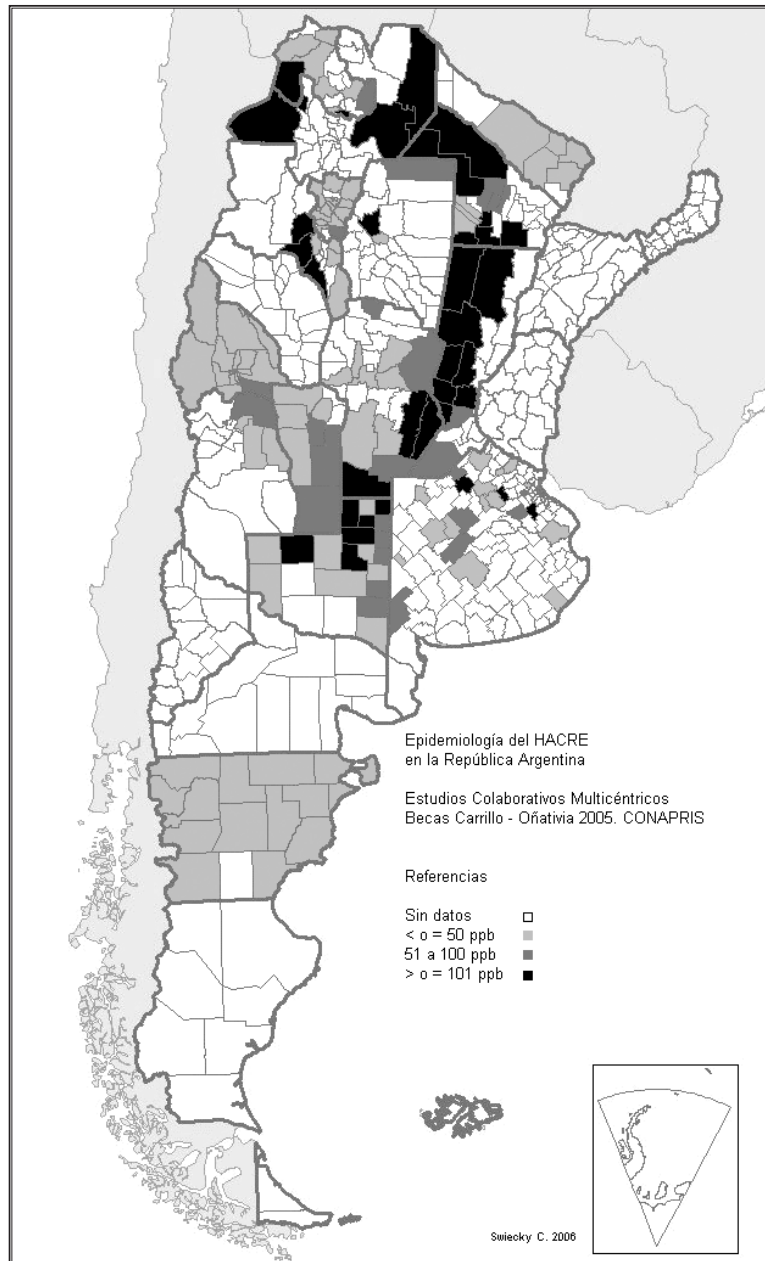 Epidemiología del HACRE
en la República Argentina
Estudios Colaborativos Multicéntricos
Becas Carrillo - Oñativia 2005. CONAPRIS
Referencias
Sin datos
< o = 50 ppb
51 a 100 ppb
> o = 101 ppb
Swiecky C. 2006